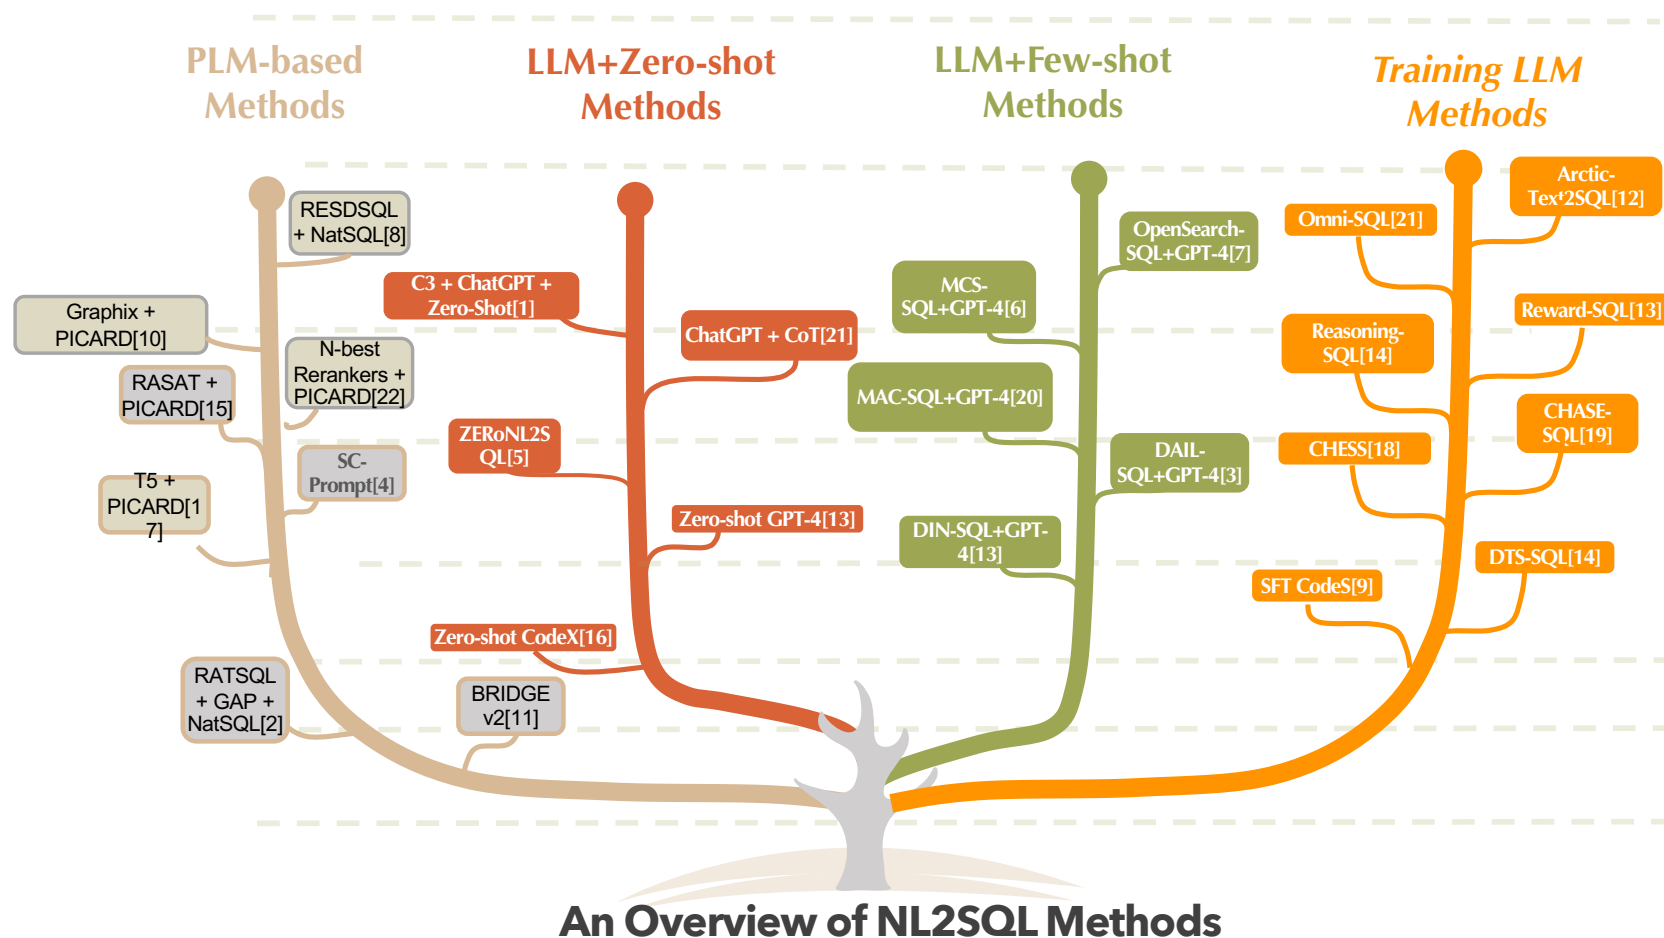 PLM-based
Methods
LLM+Zero-shot
Methods
LLM+Few-shot
Methods
Training LLM
Methods
RESDSQL
+ NatSQL[8]
Graphix +
PICARD[10]
N-best
Rerankers +
PICARD[22]
RASAT +
PICARD[15]
SC-
Prompt[4]
T5 +
PICARD[1
7]
RATSQL
+ GAP +
NatSQL[2]
BRIDGE
v2[11]
C3 + ChatGPT +
Zero-Shot[1]
ChatGPT + CoT[21]
ZERoNL2S
QL[5]
Zero-shot GPT-4[13]
Zero-shot CodeX[16]
OpenSearch-
SQL+GPT-4[7]
MCS-
SQL+GPT-4[6]
MAC-SQL+GPT-4[20]
DAIL-
SQL+GPT-4[3]
DIN-SQL+GPT-
4[13]
Arctic-
Text2SQL[12]
Omni-SQL[21]
Reward-SQL[13]
Reasoning-
SQL[14]
CHASE-
SQL[19]
CHESS[18]
DTS-SQL[14]
SFT CodeS[9]
An Overview of NL2SQL Methods